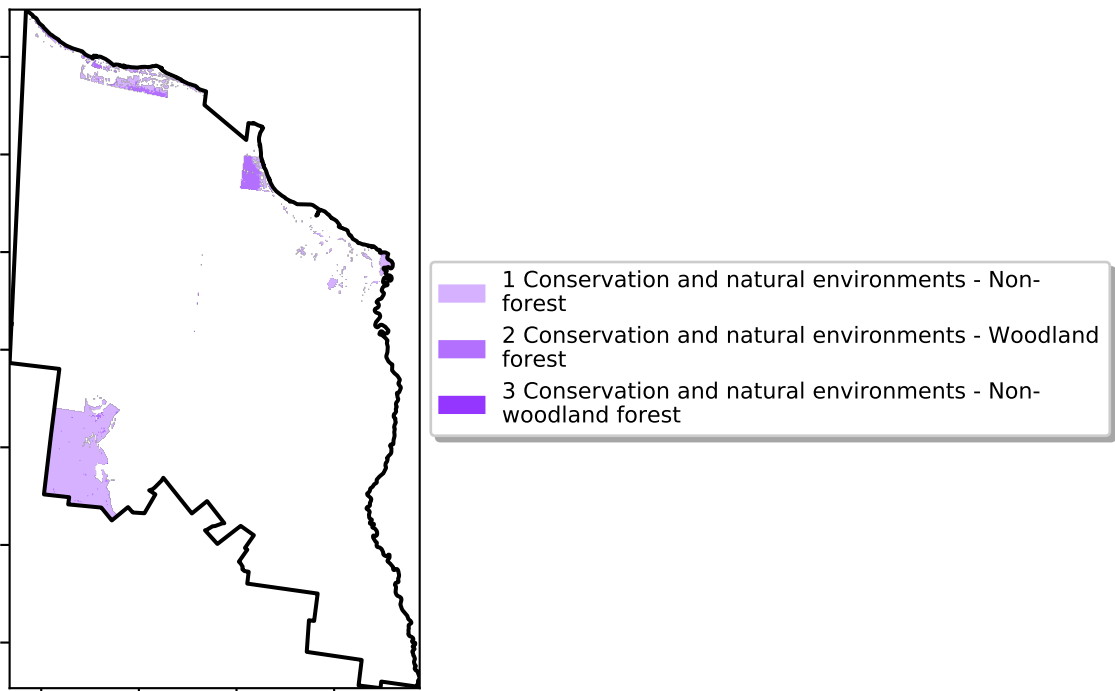 1 Conservation and natural environments - Non-
forest
2 Conservation and natural environments - Woodland
forest
3 Conservation and natural environments - Non-
woodland forest